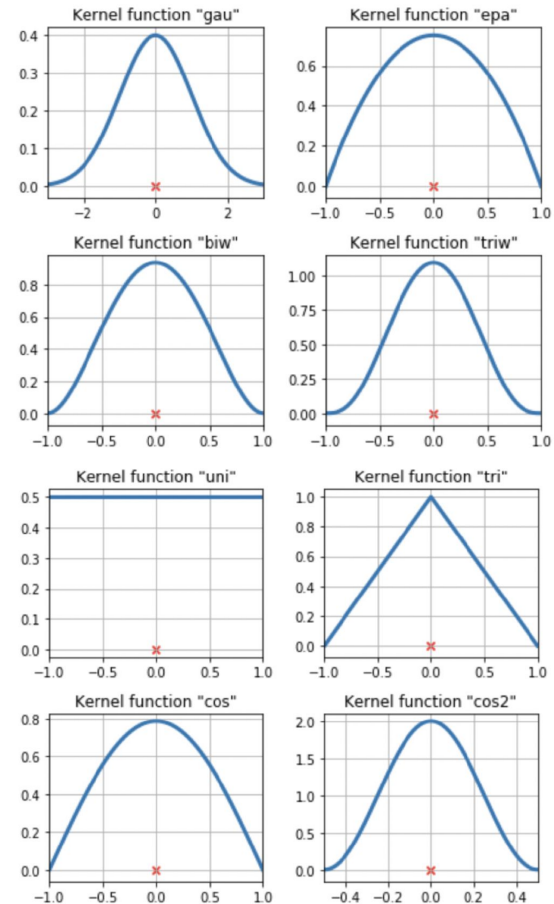 Kernel function "gau"
0.4
0.3
0.2
0.1
0.0
−2 0 2
Kernel function "epa"
0.6
0.4
0.2
0.0
−1.0 −0.5 0.0 0.5 1.0
Kernel function "biw"
0.8
0.6
0.4
0.2
0.0
−1.0 −0.5 0.0 0.5 1.0
Kernel function "triw"
1.00
0.75
0.50
0.25
0.00
−1.0 −0.5 0.0 0.5 1.0
Kernel function "uni"
0.5
0.4
0.3
0.2
0.1
0.0
−1.0 −0.5 0.0 0.5 1.0
Kernel function "tri"
1.0
0.8
0.6
0.4
0.2
0.0
−1.0 −0.5 0.0 0.5 1.0
Kernel function "cos"
0.8
0.6
0.4
0.2
0.0
−1.0 −0.5 0.0 0.5 1.0
Kernel function "cos2"
2.0
1.5
1.0
0.5
0.0
−0.4 −0.2 0.0 0.2 0.4